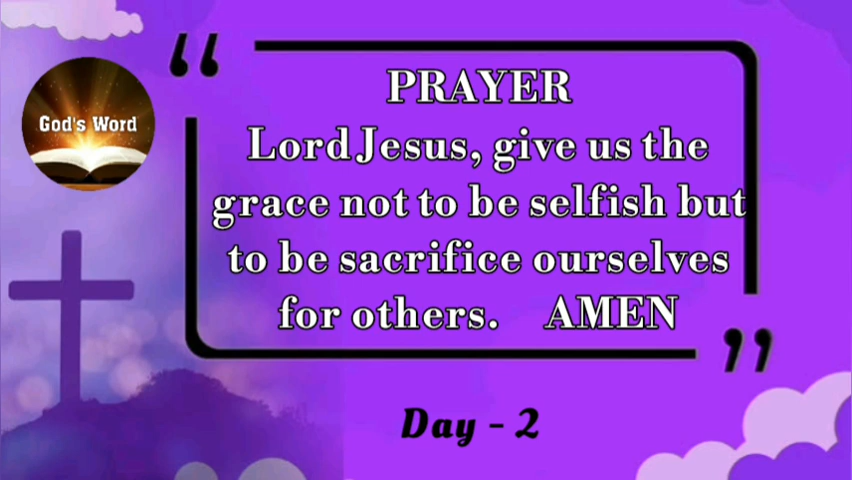 God's Word
PRAYER
Lord Jesus, give us the
grace not to be selfish but
to be sacrifice ourselves
for others. AMEN
Day - 2